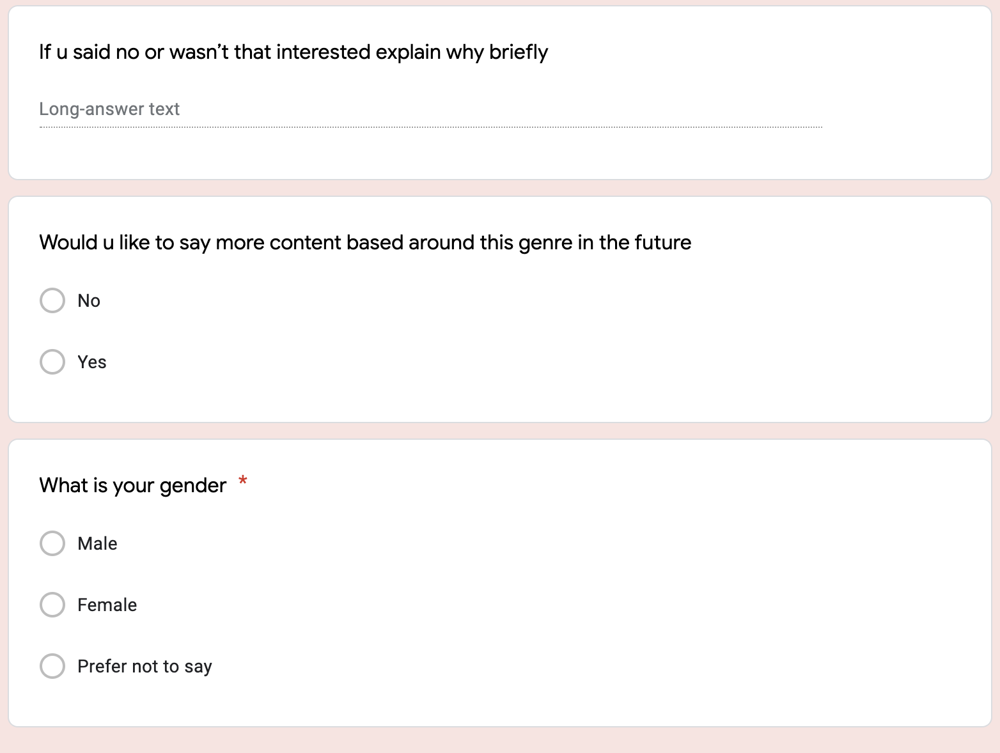 If u said no or wasn’t that interested explain why briefly
Long-answer text
Would u like to say more content based around this genre in the future
No
Yes
What is your gender *
Male
Female
Prefer not to say